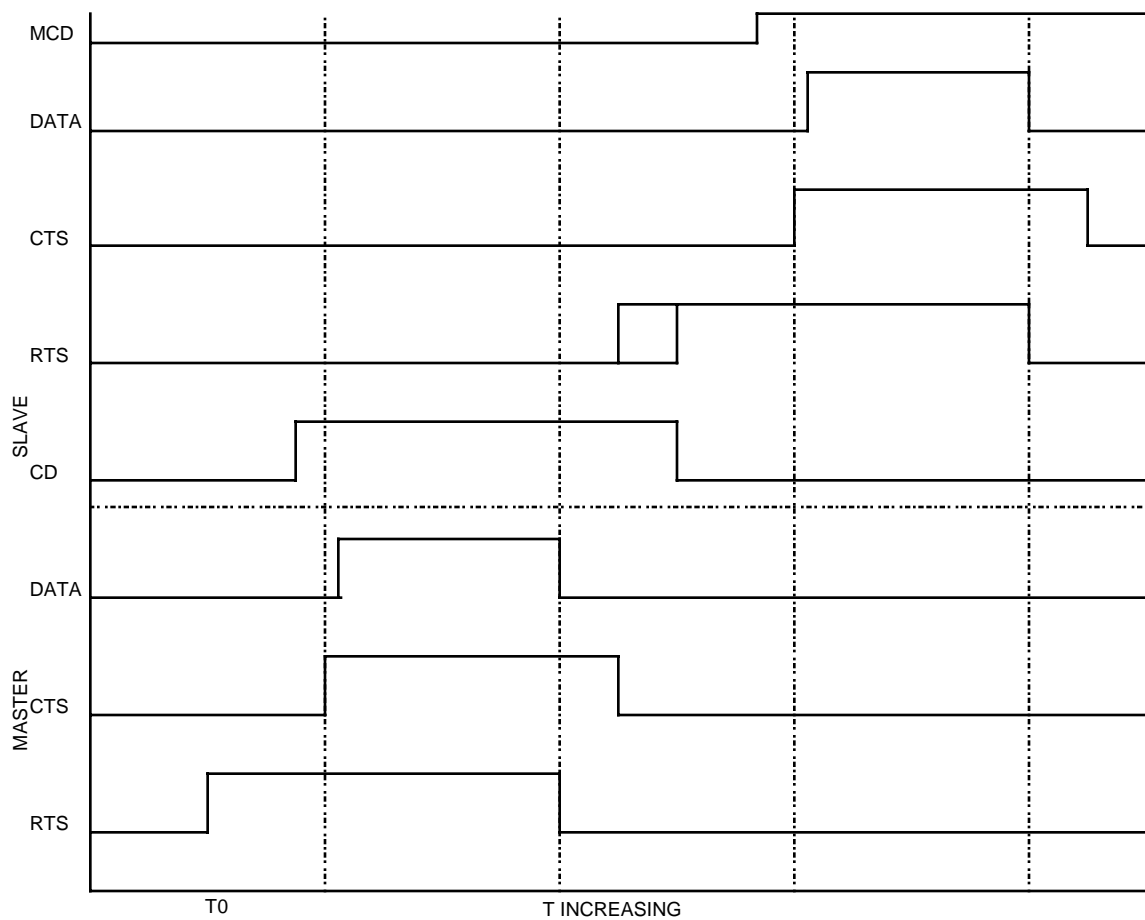 MCD
DATA
CTS
RTS
SLAVE
CD
DATA
MASTER
CTS
RTS
T0
T INCREASING